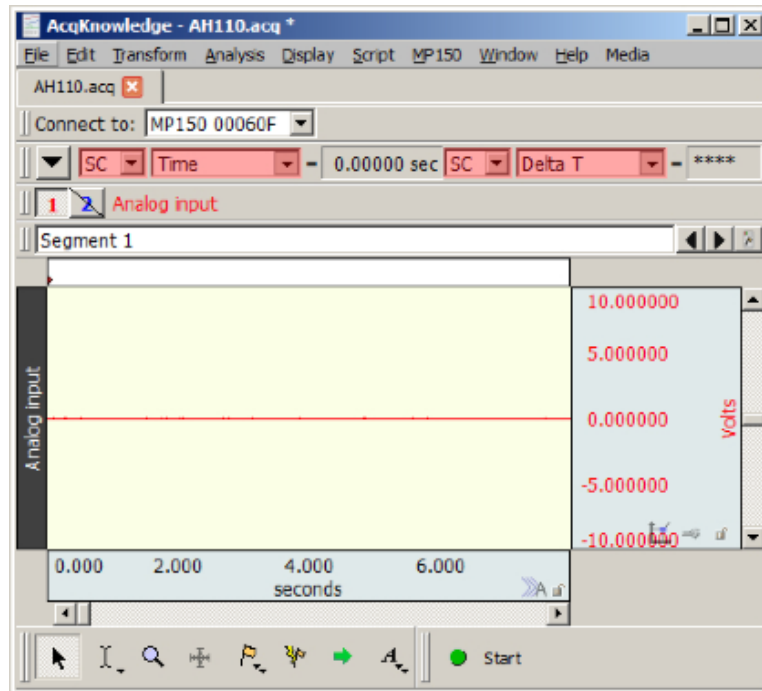 AcqKnowledge - AH110.acq *
File Edit Transform Analysis Display Script MP150 Window Help Media
AH110.acq
Connect to: MP150 00060F
SC Time = 0.00000 sec SC Delta T = ****
1 2 Analog input
Segment 1
Analog input
10.000000
5.000000
0.000000
-5.000000
-10.000000
Volts
0.000 2.000 4.000 6.000
seconds
A
I A Start